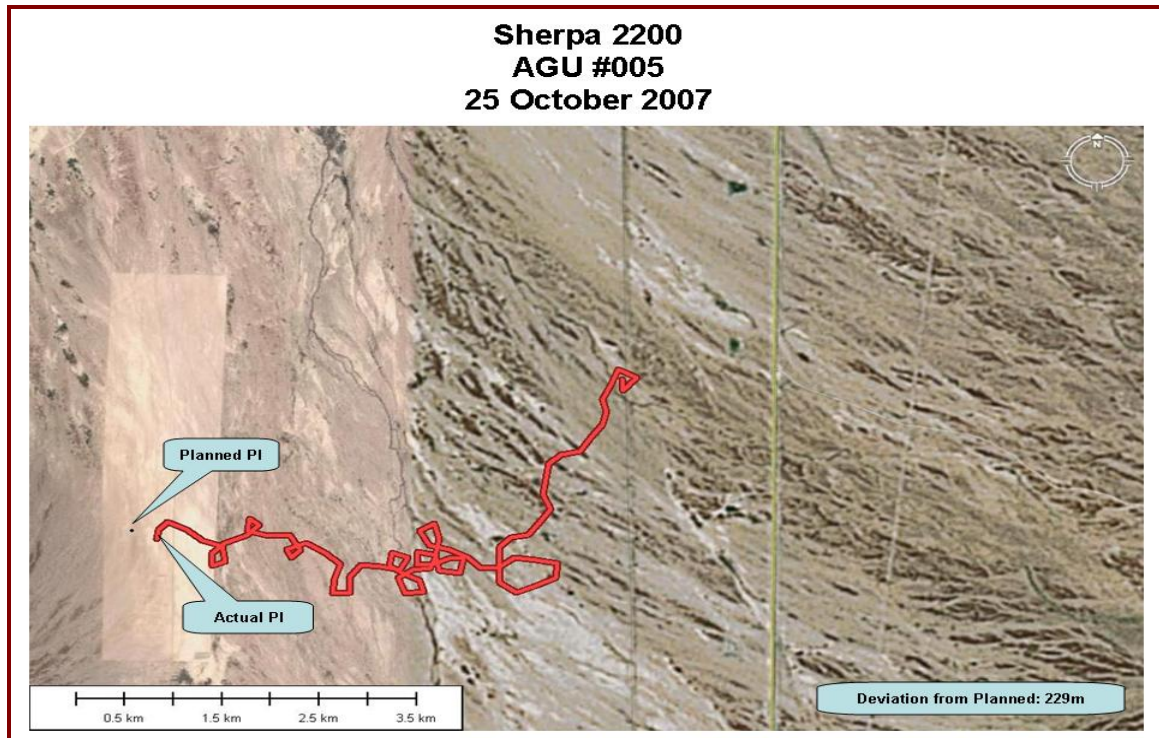 Sherpa 2200
AGU #005
25 October 2007
N
Planned PI
Actual PI
0.5 km 1.5 km 2.5 km 3.5 km
Deviation from Planned: 229m